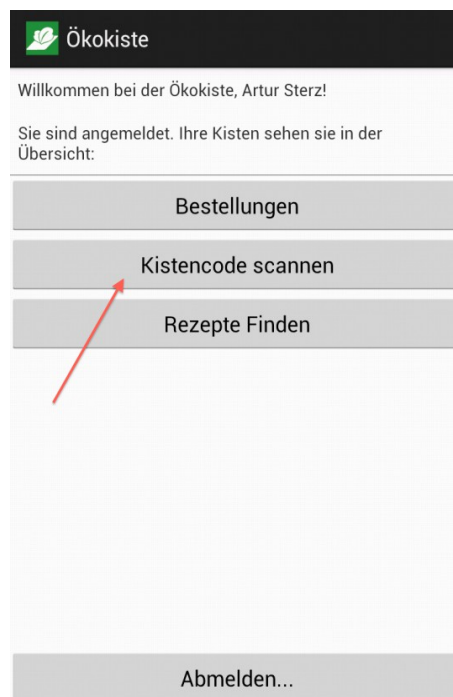 Ökokiste
Willkommen bei der Ökokiste, Artur Sterz!
Sie sind angemeldet. Ihre Kisten sehen sie in der
Übersicht:
Bestellungen
Kistencode scannen
Rezepte Finden
Abmelden...